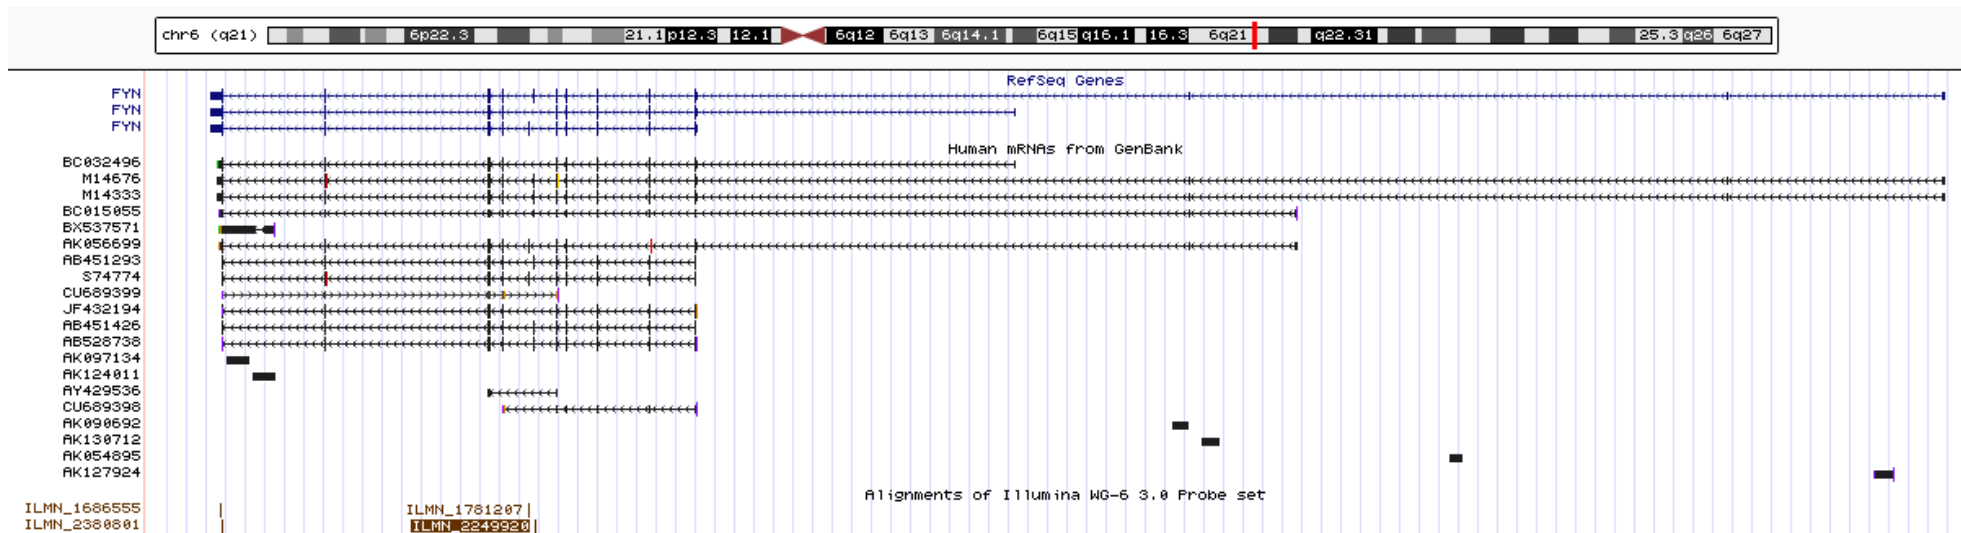 chr6 (q21) 6p22.3 21.1 p12.3 12.1 6q12 6q13 6q14.1 6q15 q16.1 16.3 6q21 q22.31 25.3 q26 6q27
RefSeq Genes
FYN
FYN
FYN
Human mRNAs from GenBank
BC032496
M14676
M14333
BC015055
BX537571
AK056699
AB451293
S74774
CU689399
JF432194
AB451426
AB528738
AK097134
AK124011
AY429536
CU689398
AK090692
AK130712
AK054895
AK127924
Alignments of Illumina WG-6 3.0 Probe set
ILMN_1686555 ILMN_1781207
ILMN_2380801 ILMN_2249920